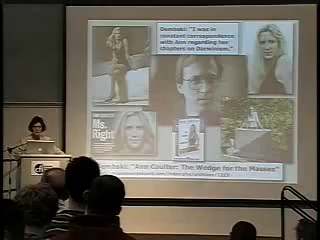 Dembski: "I was in
constant correspondence
with Ann regarding her
chapters on Darwinism."
Ms.
Right
Dembski: "Ann Coulter: The Wedge for the Masses"